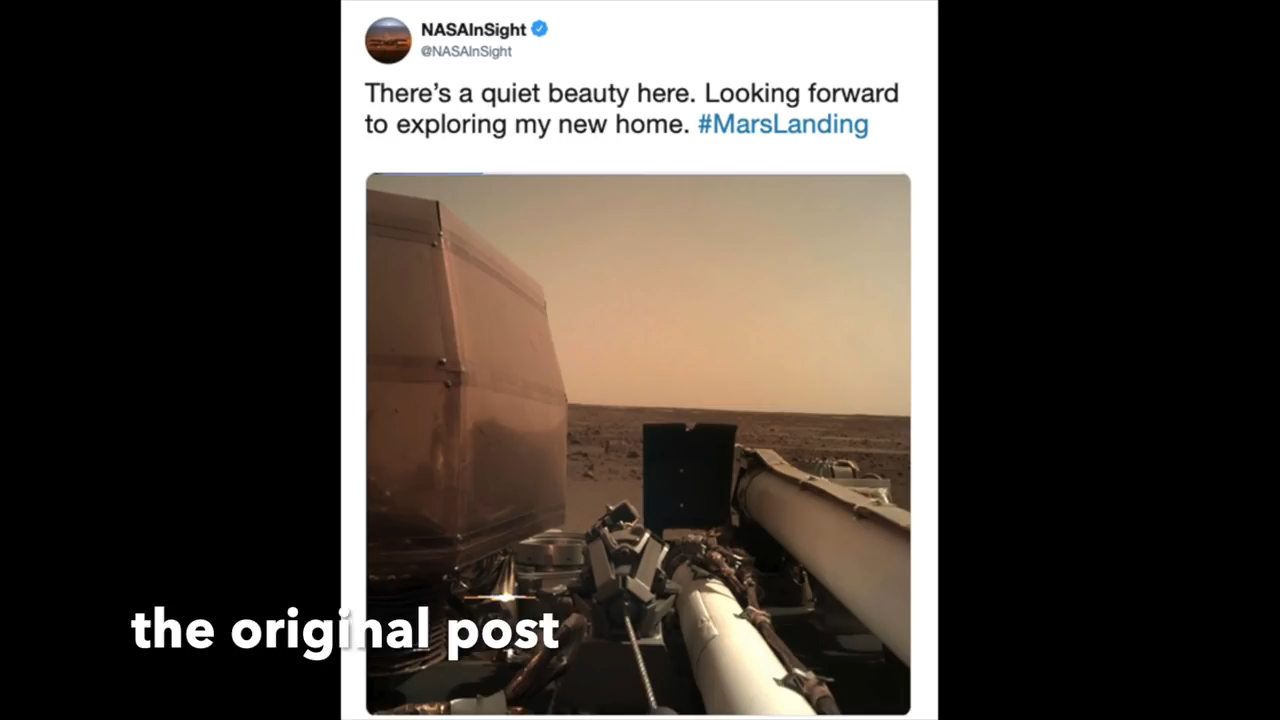 NASAInSight
@NASAInSight
There's a quiet beauty here. Looking forward
to exploring my new home. #MarsLanding
the original post